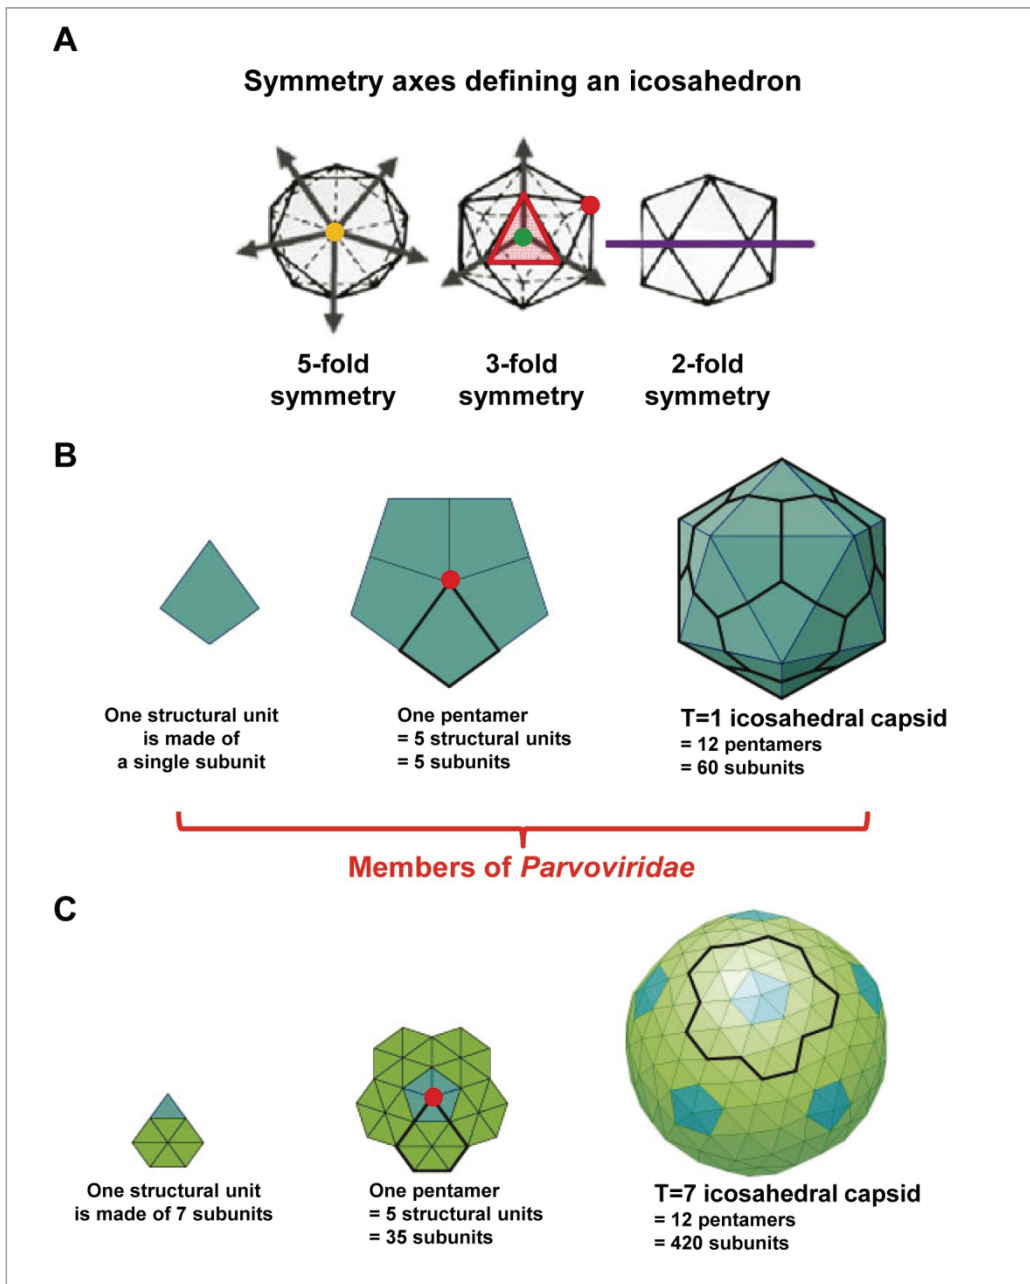 A
Symmetry axes defining an icosahedron
5-fold
symmetry
3-fold
symmetry
2-fold
symmetry
B
One structural unit
is made of
a single subunit
One pentamer
= 5 structural units
= 5 subunits
T=1 icosahedral capsid
= 12 pentamers
= 60 subunits
Members of Parvoviridae
C
One structural unit
is made of 7 subunits
One pentamer
= 5 structural units
= 35 subunits
T=7 icosahedral capsid
= 12 pentamers
= 420 subunits